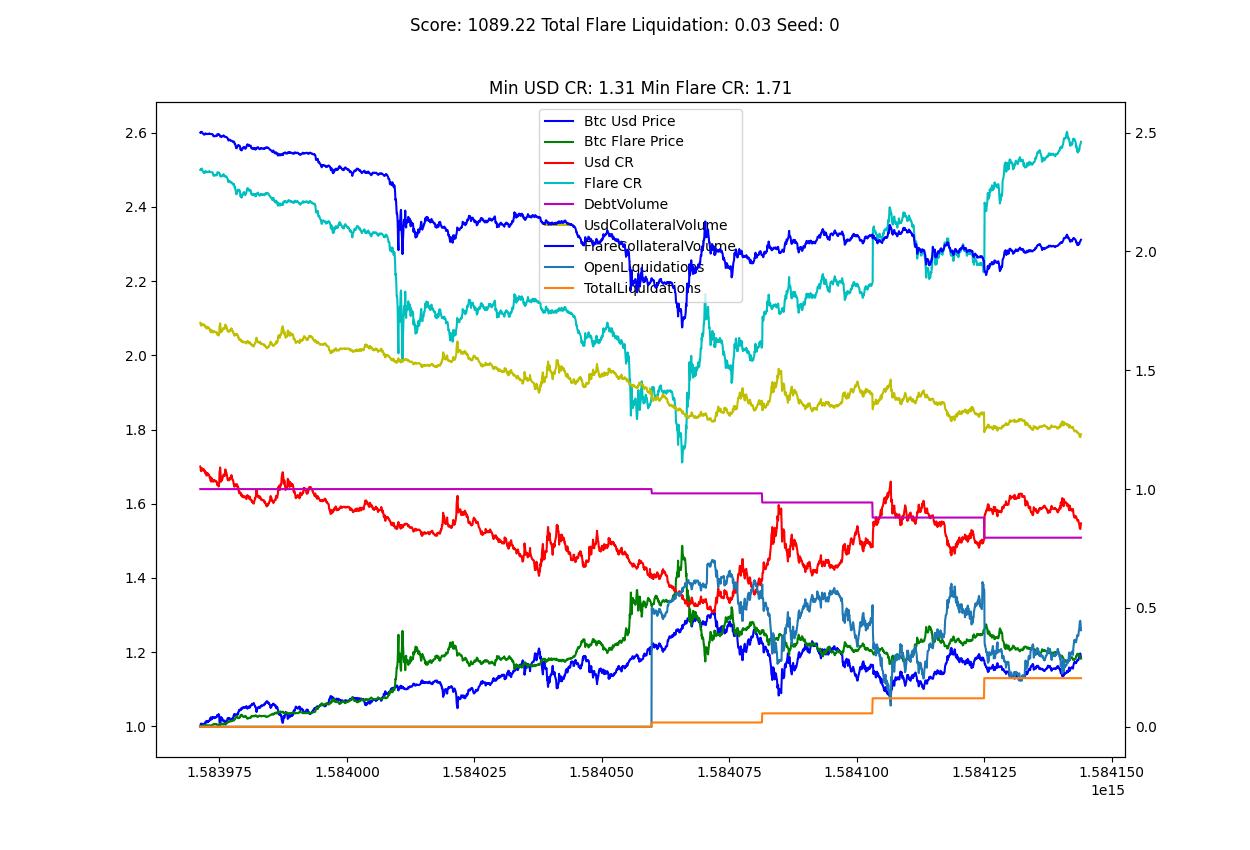 Score: 1089.22 Total Flare Liquidation: 0.03 Seed: 0
Min USD CR: 1.31 Min Flare CR: 1.71
Btc Usd Price
Btc Flare Price
Usd CR
Flare CR
DebtVolume
UsdCollateralVolume
FlareCollateralVolume
OpenLiquidations
TotalLiquidations
2.6
2.4
2.2
2.0
1.8
1.6
1.4
1.2
1.0
2.5
2.0
1.5
1.0
0.5
0.0
1.583975 1.584000 1.584025 1.584050 1.584075 1.584100 1.584125 1.584150
1e15